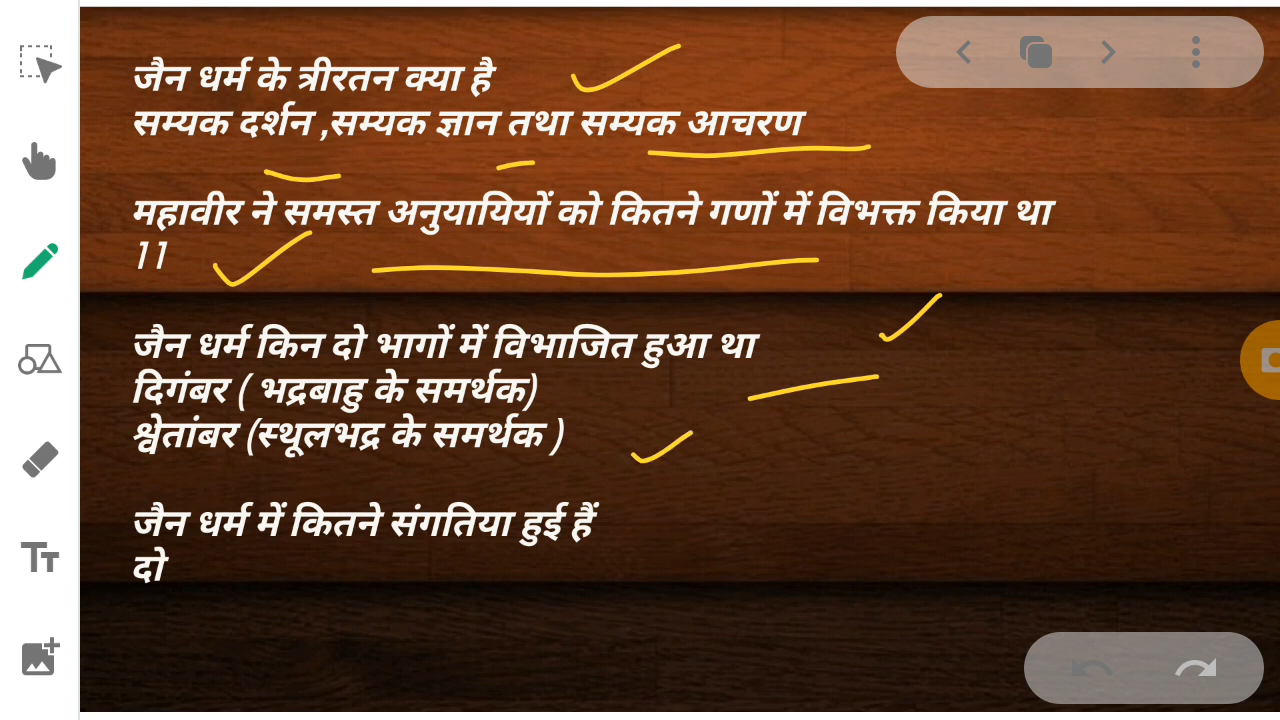 जैन धर्म के त्रीरतन क्या है
सम्यक दर्शन ,सम्यक ज्ञान तथा सम्यक आचरण
महावीर ने समस्त अनुयायियों को कितने गणों में विभक्त किया था
11
जैन धर्म किन दो भागों में विभाजित हुआ था
दिगंबर ( भद्रबाहु के समर्थक)
श्वेतांबर (स्थूलभद्र के समर्थक )
जैन धर्म में कितने संगतिया हुई हैं
दो